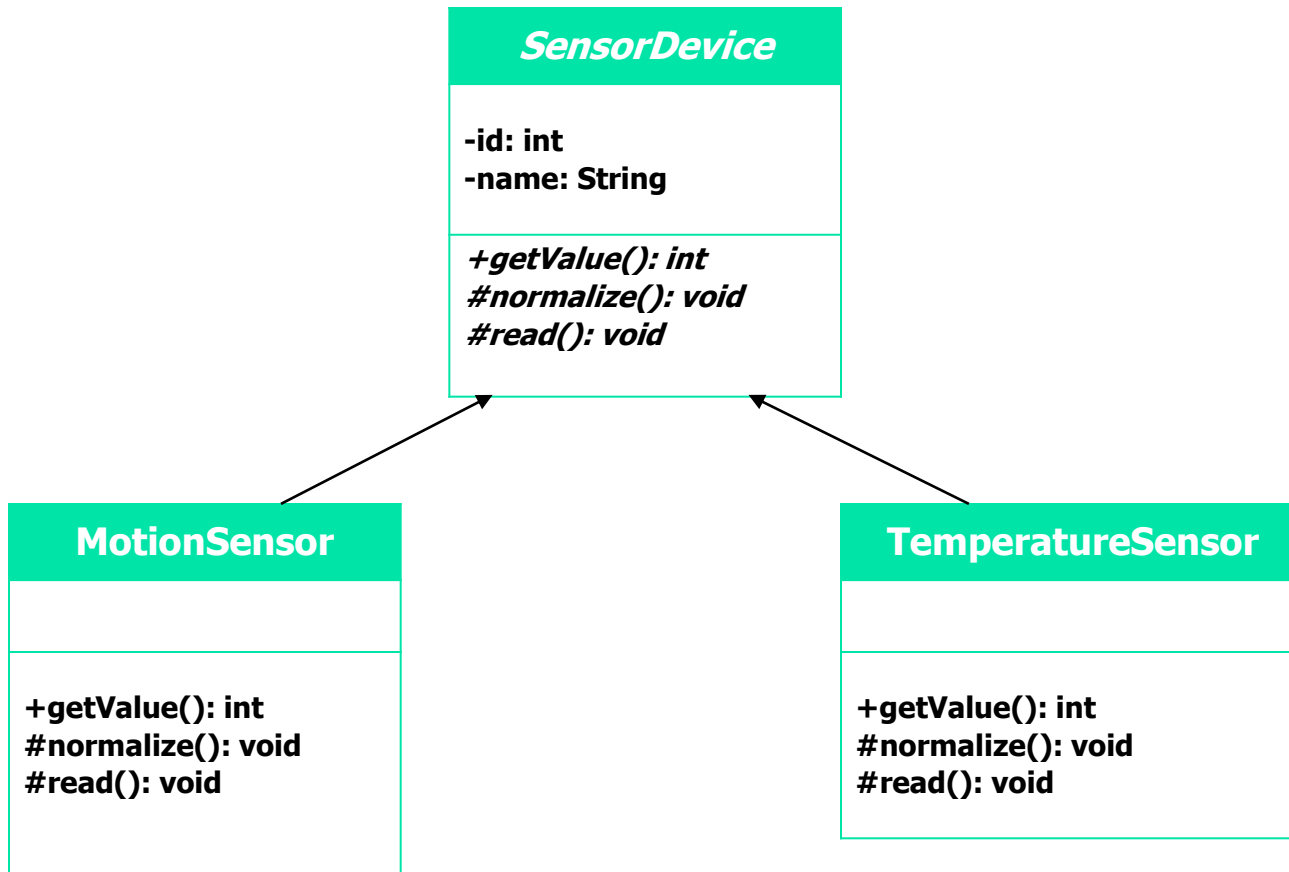 SensorDevice
-id: int
-name: String
+getValue(): int
#normalize(): void
#read(): void
MotionSensor
+getValue(): int
#normalize(): void
#read(): void
TemperatureSensor
+getValue(): int
#normalize(): void
#read(): void